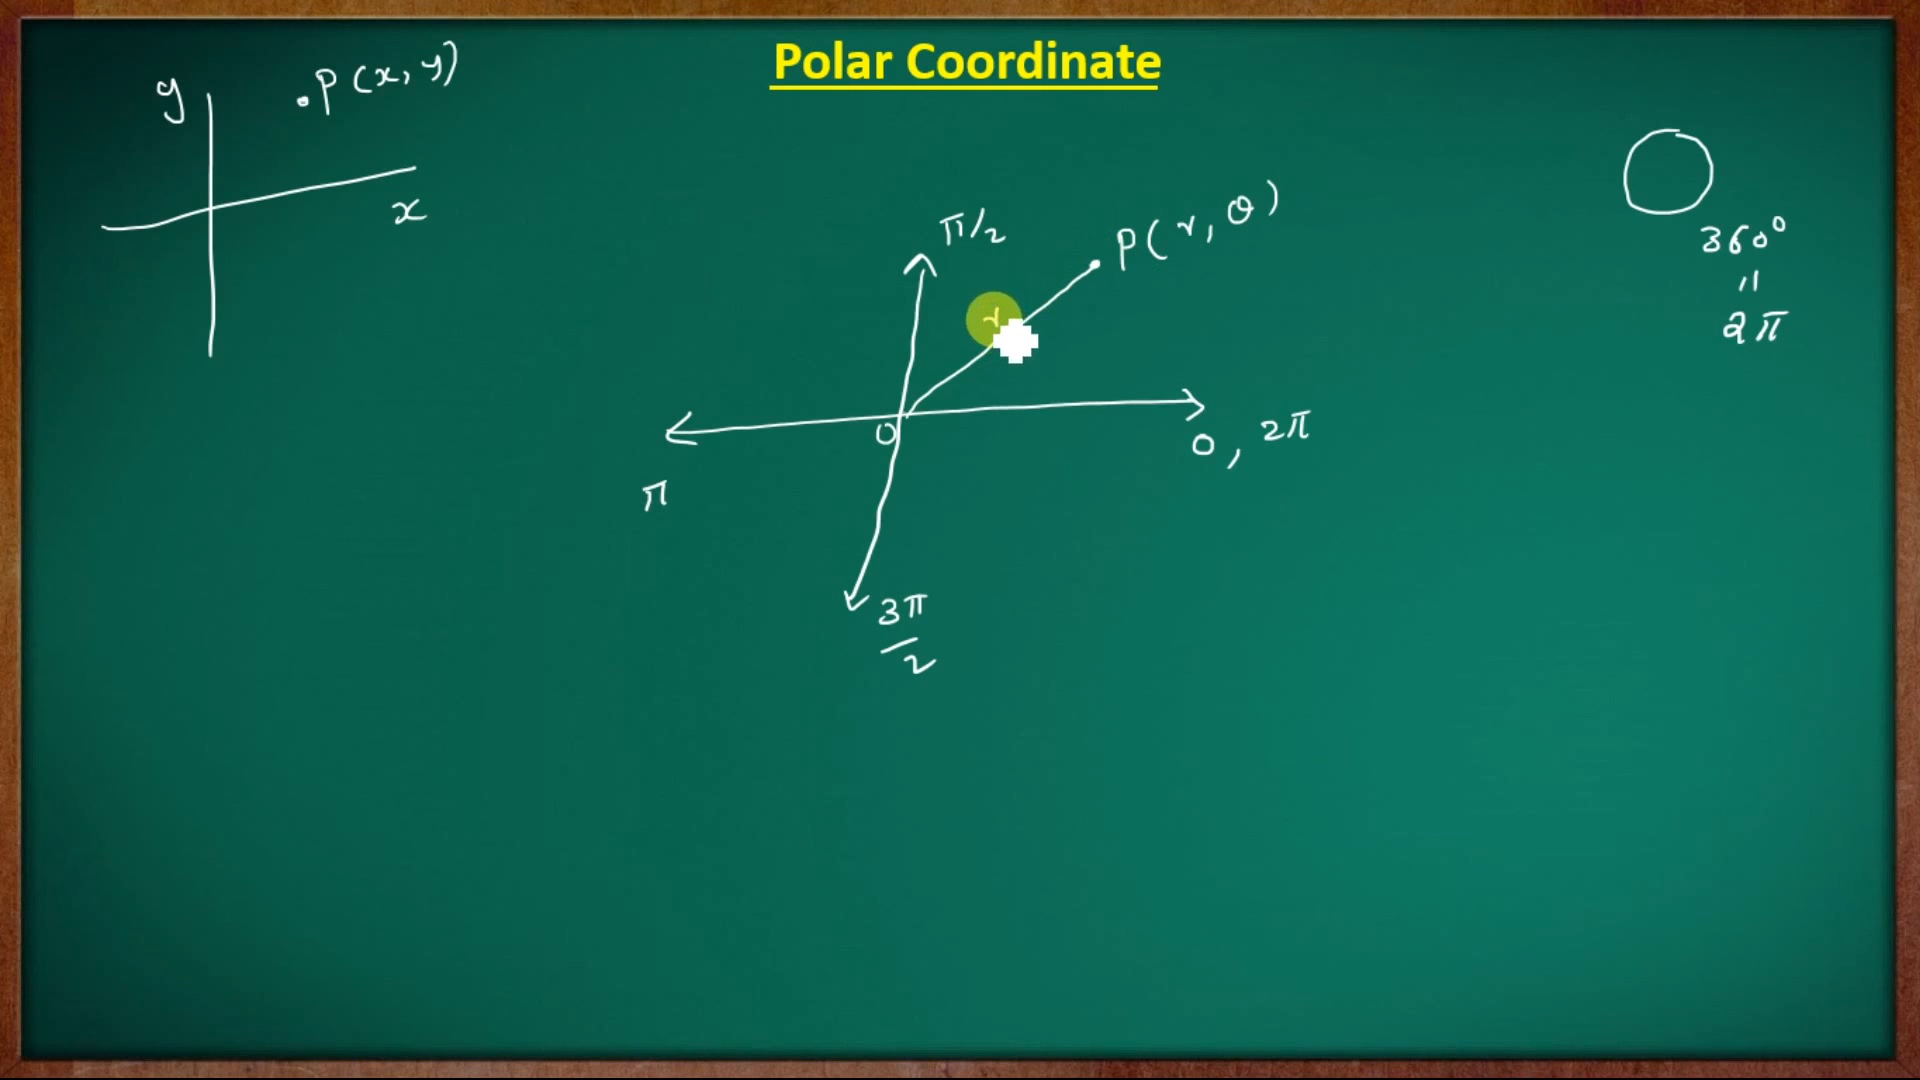 Polar Coordinate
y
.P(x, y)
x
π/2
P(r, θ)
r
0
0, 2π
π
3π
2
360°
=
2π